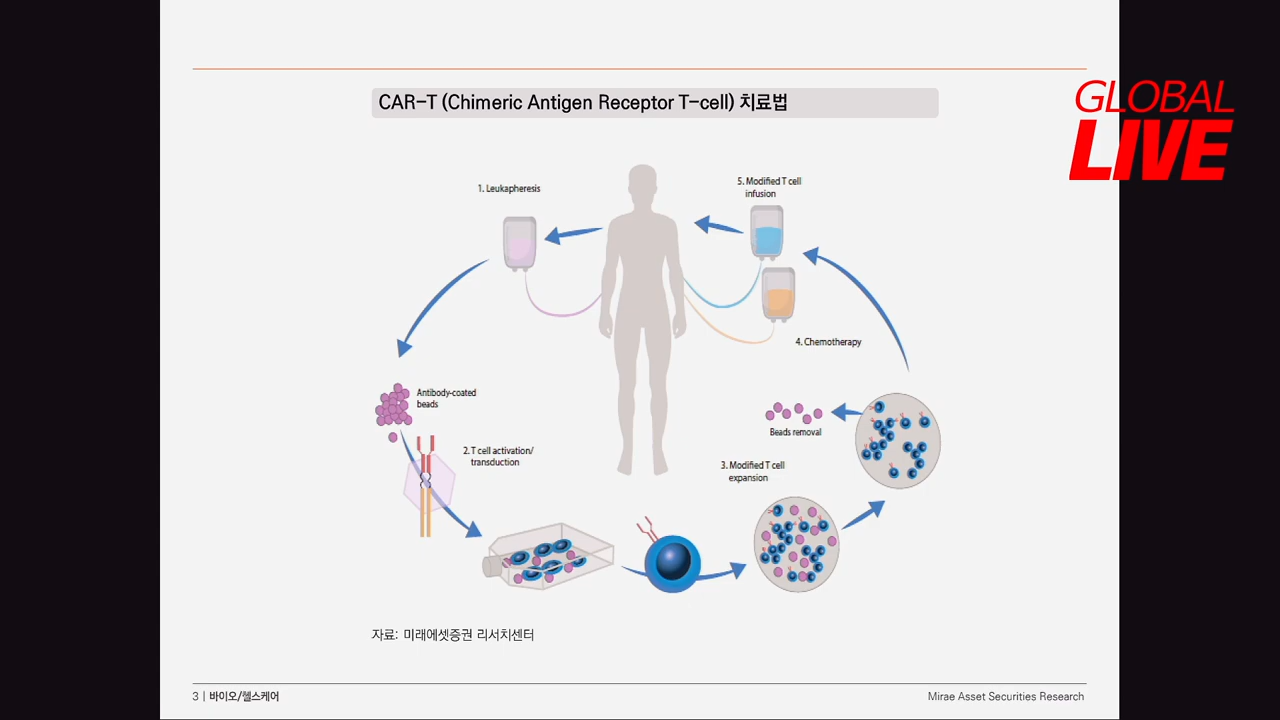 GLOBAL
LIVE
CAR-T (Chimeric Antigen Receptor T-cell) 치료법
1. Leukapheresis
5. Modified T cell
infusion
4. Chemotherapy
Antibody-coated
beads
2. T cell activation/
transduction
Beads removal
3. Modified T cell
expansion
자료: 미래에셋증권 리서치센터
3 | 바이오/헬스케어
Mirae Asset Securities Research